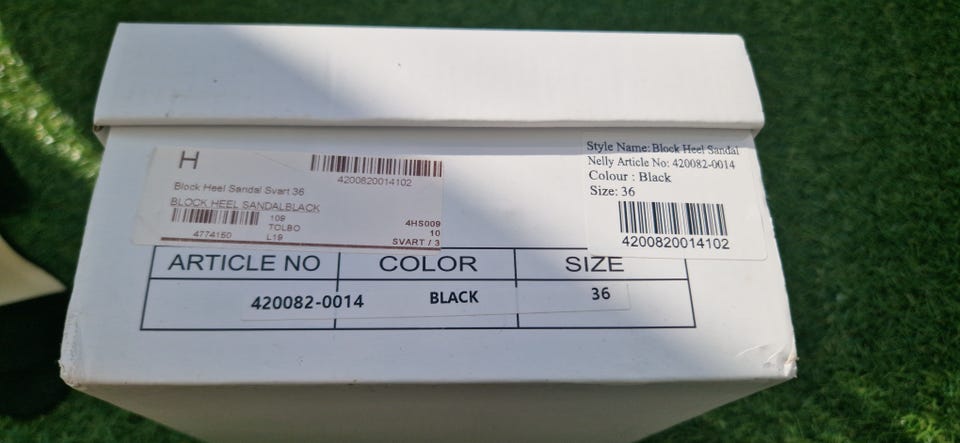 H
4200820014102
Block Heel Sandal Svart 36
BLOCK HEEL SANDALBLACK
109
4HS009
TOLBO
10
4774150
L19
SVART / 3
Style Name: Block Heel Sandal
Nelly Article No: 420082-0014
Colour : Black
Size: 36
4200820014102
ARTICLE NO COLOR SIZE
420082-0014 BLACK 36